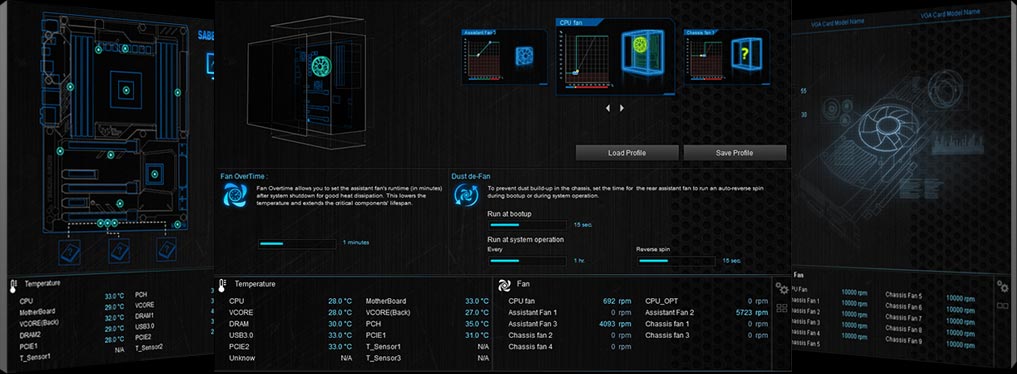 SABE
CPU fan
Assistant Fan 1
Chassis fan 1
?
Load Profile
Save Profile
Fan OverTime :
Fan Overtime allows you to set the assistant fan's runtime (in minutes)
after system shutdown for good heat dissipation. This lowers the
temperature and extends the critical components' lifespan.
1 minutes
Dust de-Fan
To prevent dust build-up in the chassis, set the time for the rear assistant fan to run an auto-reverse spin
during bootup or during system operation.
Run at bootup
15 sec.
Run at system operation
Every
1 hr.
Reverse spin
15 sec.
Temperature
CPU 33.0 °C PCH
MotherBoard 29.0 °C VCORE
VCORE 32.0 °C DRAM1
VCORE(Back) 29.0 °C USB3.0
DRAM2 28.0 °C PCIE2
PCIE1 N/A T_Sensor2
T_Sensor1
Temperature
CPU 28.0 °C MotherBoard 33.0 °C
VCORE 28.0 °C VCORE(Back) 27.0 °C
DRAM 30.0 °C PCH 35.0 °C
USB3.0 33.0 °C PCIE1 31.0 °C
PCIE2 33.0 °C T_Sensor1 N/A
Unknow N/A T_Sensor3 N/A
Fan
CPU fan 692 rpm CPU_OPT 0 rpm
Assistant Fan 1 0 rpm Assistant Fan 2 5723 rpm
Assistant Fan 3 4093 rpm Chassis fan 1 0 rpm
Chassis fan 2 0 rpm Chassis fan 3 0 rpm
Chassis fan 4 0 rpm
VGA Card Model Name
VGA Card Model Name
55
30
Fan
PU Fan 10000 rpm Chassis Fan 5 10000 rpm
Chassis Fan 1 10000 rpm Chassis Fan 6 10000 rpm
Chassis Fan 2 10000 rpm Chassis Fan 7 10000 rpm
Chassis Fan 3 10000 rpm Chassis Fan 8 10000 rpm
Chassis Fan 4 10000 rpm Chassis Fan 9 10000 rpm
Fan 5 10000 rpm